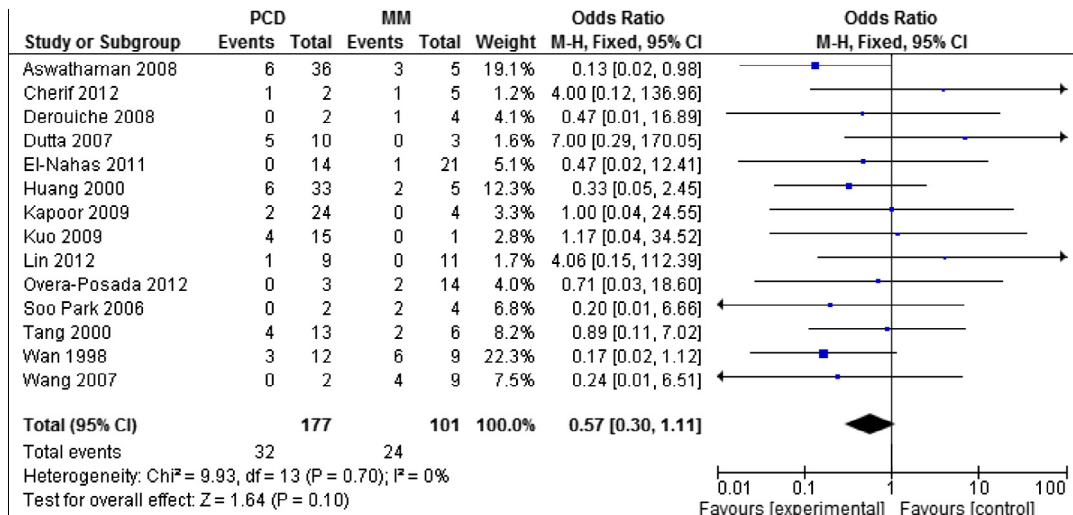 PCD MM Odds Ratio Odds Ratio
Study or Subgroup Events Total Events Total Weight M-H, Fixed, 95% CI M-H, Fixed, 95% CI
Aswathaman 2008 6 36 3 5 19.1% 0.13 [0.02, 0.98]
Cherif 2012 1 2 1 5 1.2% 4.00 [0.12, 136.96]
Derouiche 2008 0 2 1 4 4.1% 0.47 [0.01, 16.89]
Dutta 2007 5 10 0 3 1.6% 7.00 [0.29, 170.05]
El-Nahas 2011 0 14 1 21 5.1% 0.47 [0.02, 12.41]
Huang 2000 6 33 2 5 12.3% 0.33 [0.05, 2.45]
Kapoor 2009 2 24 0 4 3.3% 1.00 [0.04, 24.55]
Kuo 2009 4 15 0 1 2.8% 1.17 [0.04, 34.52]
Lin 2012 1 9 0 11 1.7% 4.06 [0.15, 112.39]
Overa-Posada 2012 0 3 2 14 4.0% 0.71 [0.03, 18.60]
Soo Park 2006 0 2 2 4 6.8% 0.20 [0.01, 6.66]
Tang 2000 4 13 2 6 8.2% 0.89 [0.11, 7.02]
Wan 1998 3 12 6 9 22.3% 0.17 [0.02, 1.12]
Wang 2007 0 2 4 9 7.5% 0.24 [0.01, 6.51]
Total (95% CI) 177 101 100.0% 0.57 [0.30, 1.11]
Total events 32 24
Heterogeneity: Chi² = 9.93, df = 13 (P = 0.70); I² = 0%
Test for overall effect: Z = 1.64 (P = 0.10)
0.01 0.1 1 10 100
Favours [experimental] Favours [control]